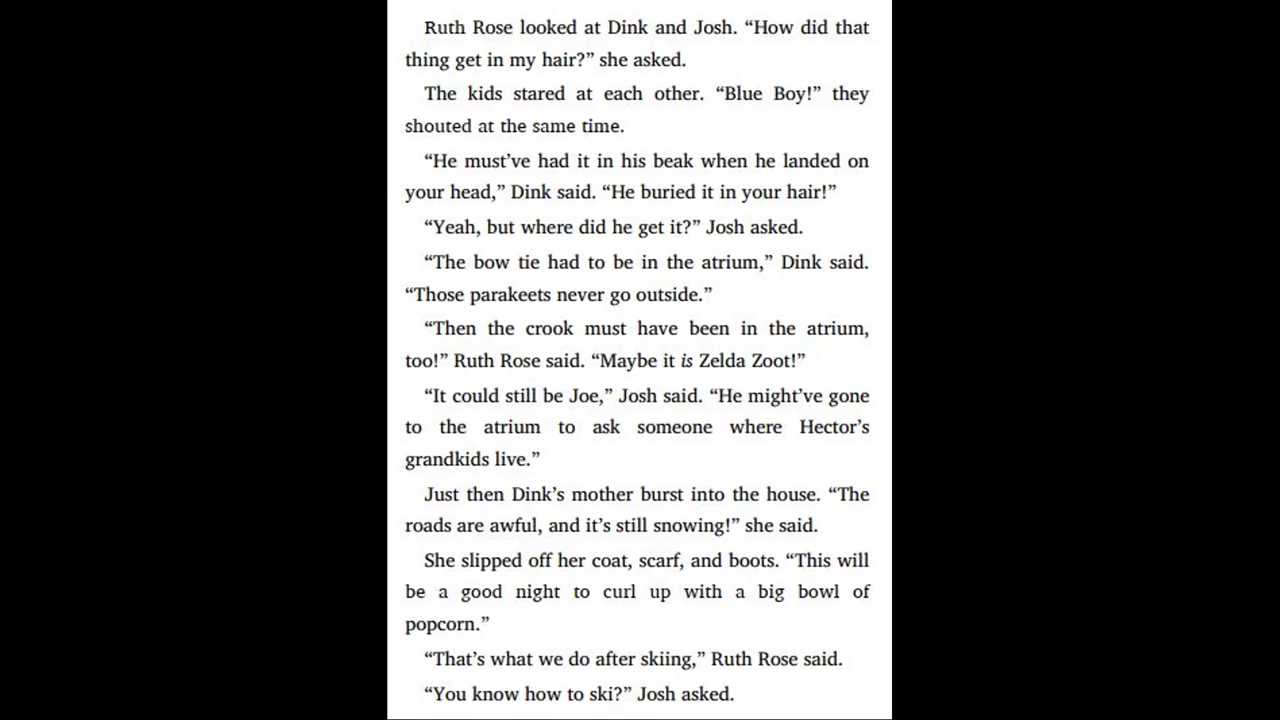 Ruth Rose looked at Dink and Josh. “How did that
thing get in my hair?” she asked.
The kids stared at each other. “Blue Boy!” they
shouted at the same time.
“He must’ve had it in his beak when he landed on
your head,” Dink said. “He buried it in your hair!”
“Yeah, but where did he get it?” Josh asked.
“The bow tie had to be in the atrium,” Dink said.
“Those parakeets never go outside.”
“Then the crook must have been in the atrium,
too!” Ruth Rose said. “Maybe it is Zelda Zoot!”
“It could still be Joe,” Josh said. “He might’ve gone
to the atrium to ask someone where Hector’s
grandkids live.”
Just then Dink’s mother burst into the house. “The
roads are awful, and it’s still snowing!” she said.
She slipped off her coat, scarf, and boots. “This will
be a good night to curl up with a big bowl of
popcorn.”
“That’s what we do after skiing,” Ruth Rose said.
“You know how to ski?” Josh asked.